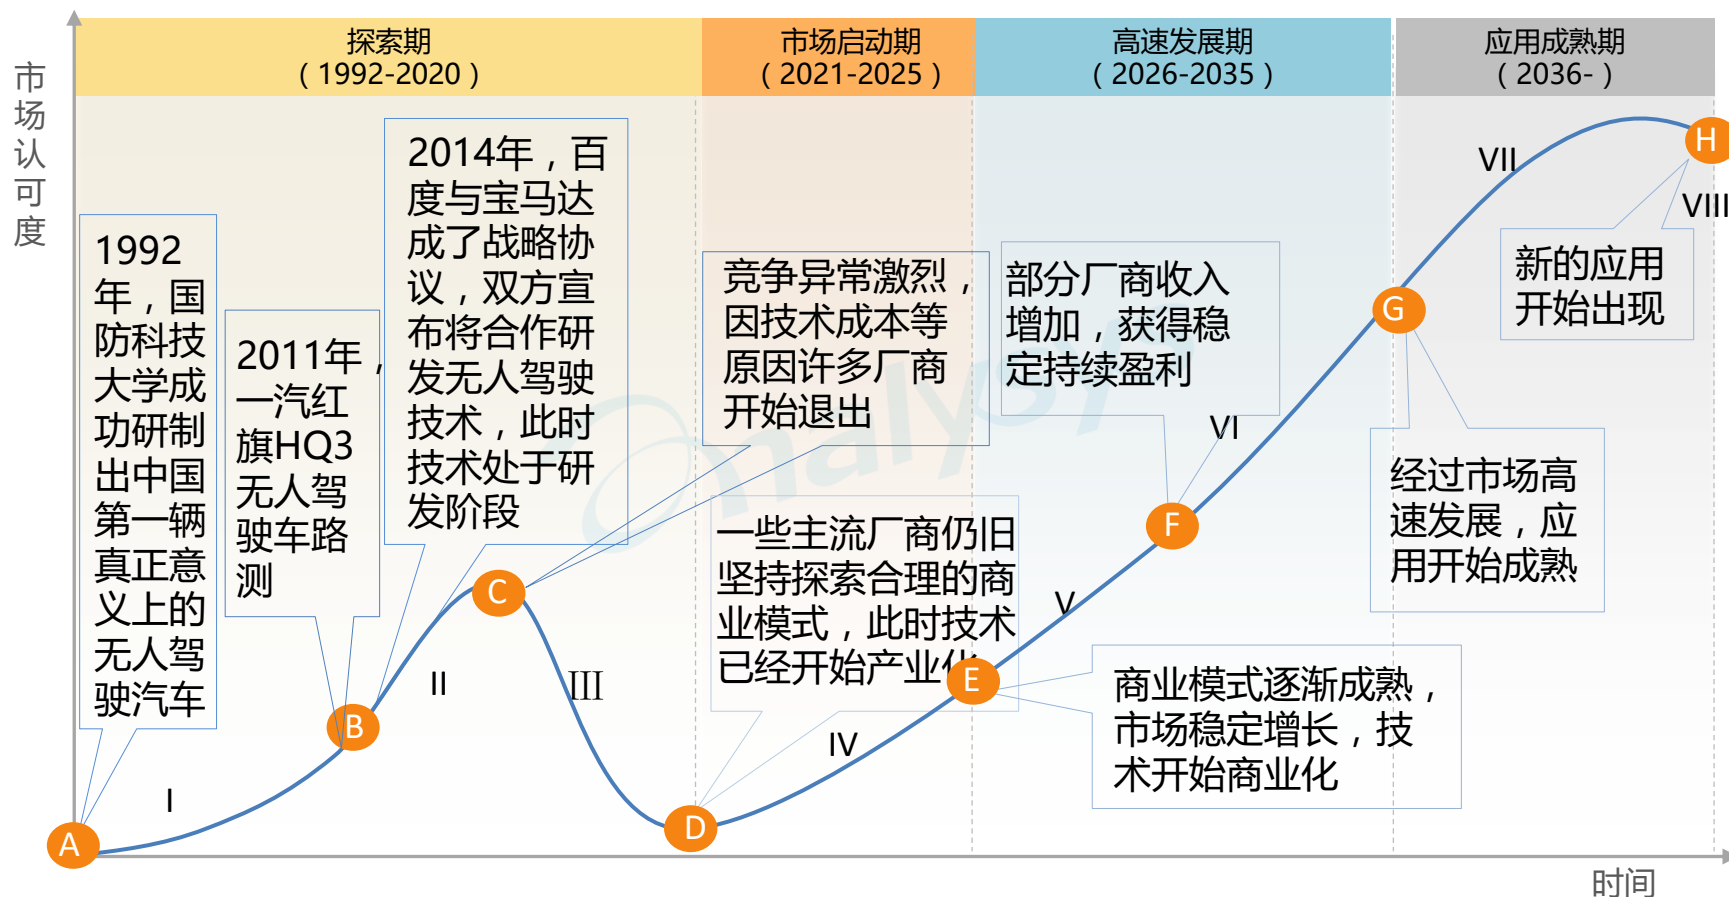 探索期
（1992-2020）
市场启动期
（2021-2025）
高速发展期
（2026-2035）
应用成熟期
（2036-）
市
场
认
可
度
1992
年，国
防科技
大学成
功研制
出中国
第一辆
真正意
义上的
无人驾
驶汽车
2011年，
一汽红
旗HQ3
无人驾
驶车路
测
2014年，百
度与宝马达
成了战略协
议，双方宣
布将合作研
发无人驾驶
技术，此时
技术处于研
发阶段
竞争异常激烈，
因技术成本等
原因许多厂商
开始退出
一些主流厂商仍旧
坚持探索合理的商
业模式，此时技术
已经开始产业化
部分厂商收入
增加，获得稳
定持续盈利
商业模式逐渐成熟，
市场稳定增长，技
术开始商业化
经过市场高
速发展，应
用开始成熟
新的应用
开始出现
A
B
C
D
E
F
G
H
I
II
III
IV
V
VI
VII
VIII
analysys
时间